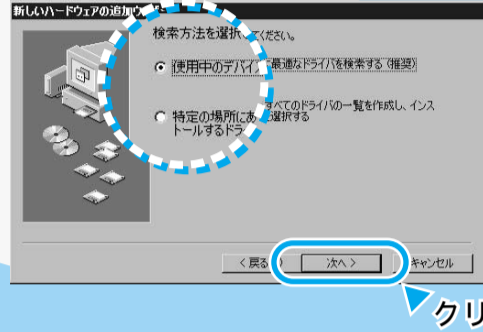 新しいハードウェアの追加ウ
検索方法を選択してください。
使用中のデバイ 最適なドライバを検索する(推奨)
特定の場所にあ すべてのドライバの一覧を作成し、インス
トールするドラ 選択する
< 戻る 次へ > キャンセル
クリ